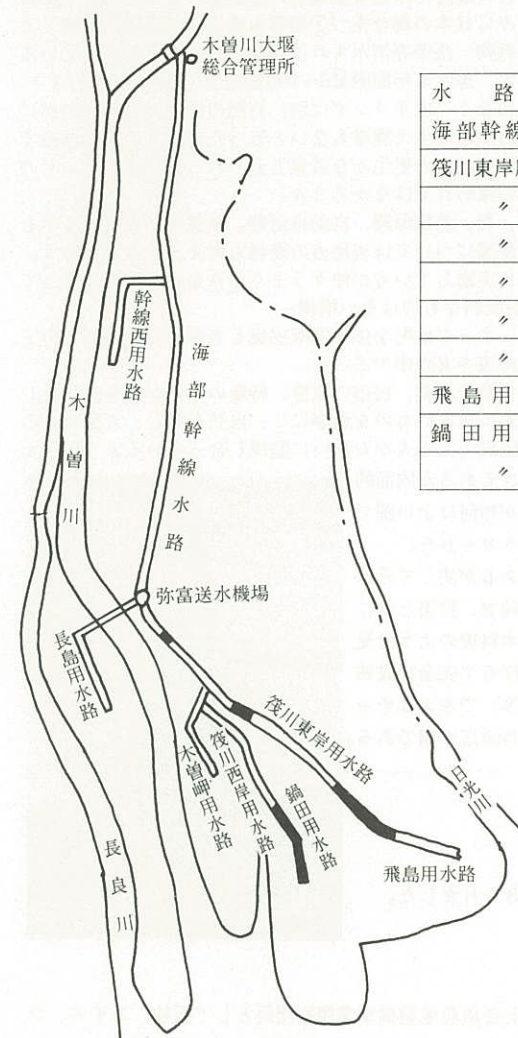 木曽川大堰
総合管理所
水路
海部幹線
筏川東岸用
〃
〃
〃
〃
飛島用
鍋田用
〃
幹線西用水路
海部幹線水路
木曽川
弥富送水機場
長島用水路
筏川東岸用水路
木曽岬用水路
筏川西岸用水路
鍋田用水路
日光川
飛島用水路
長良川